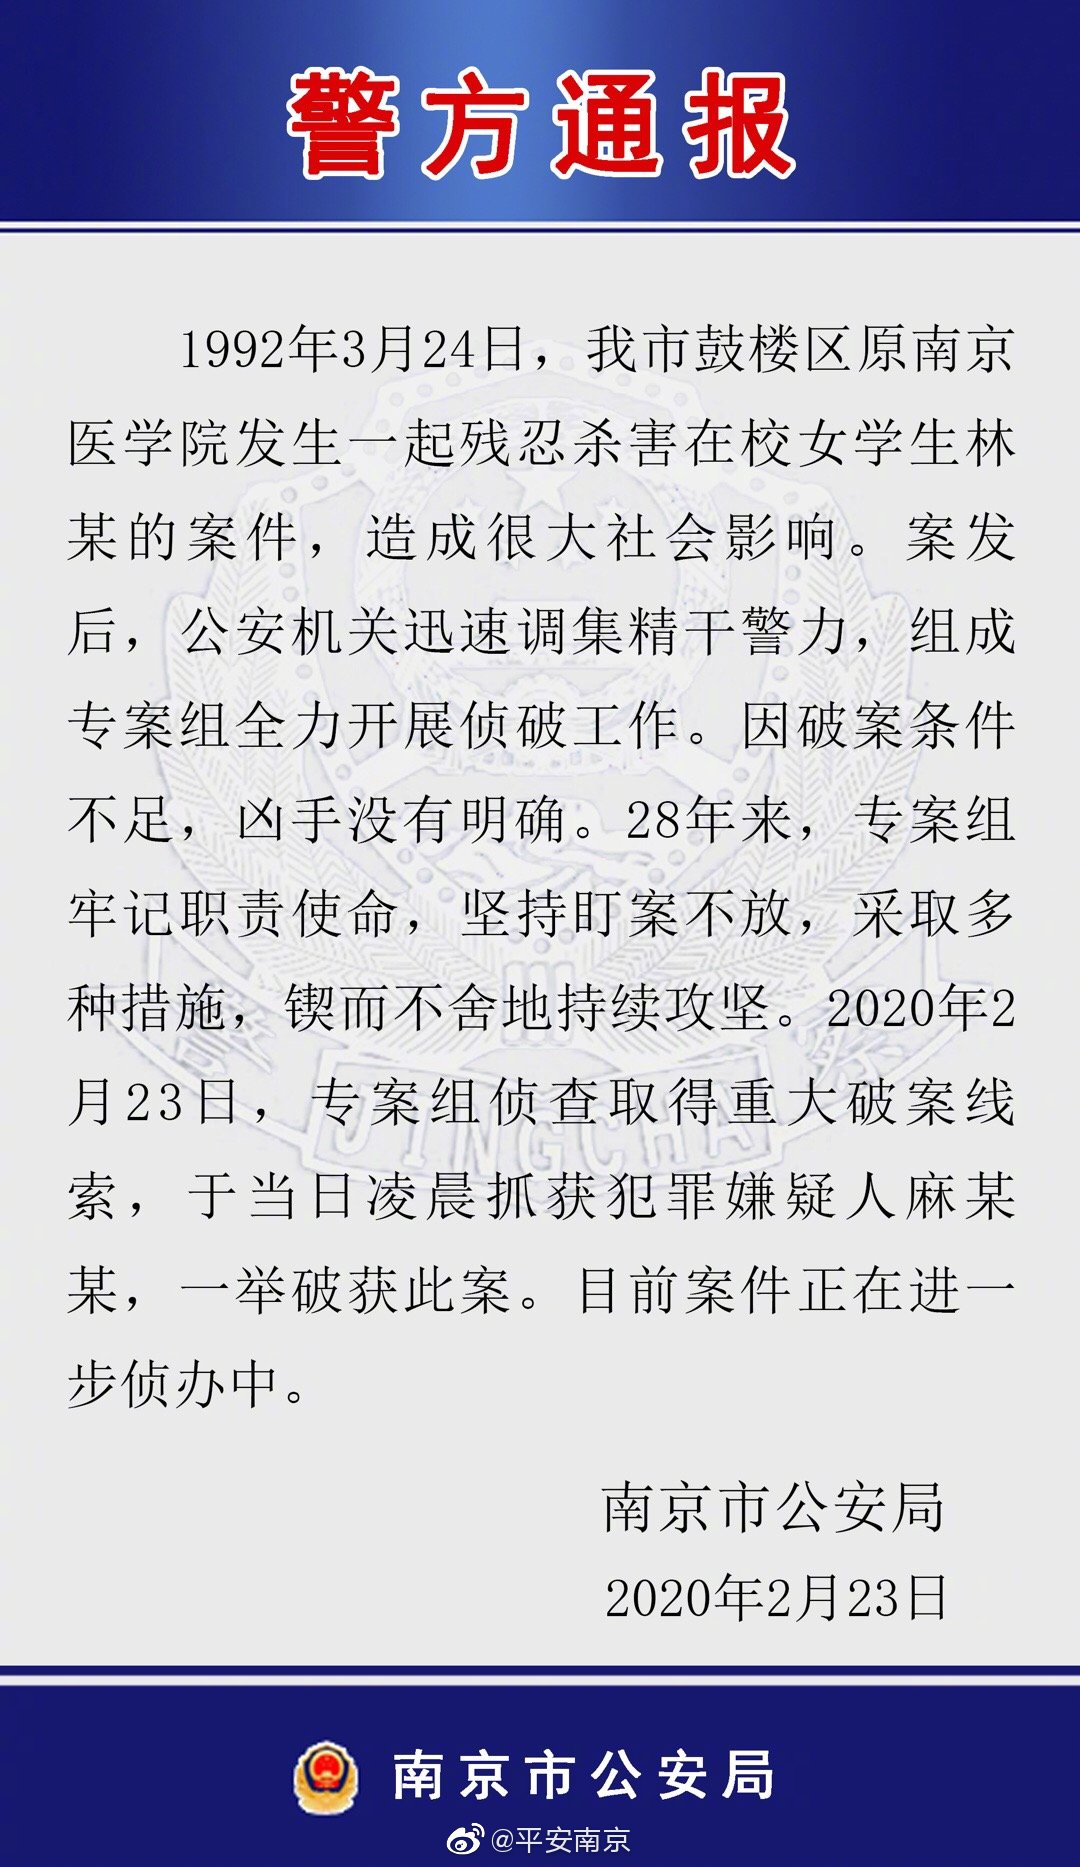 警方通报
1992年3月24日，我市鼓楼区原南京
医学院发生一起残忍杀害在校女学生林
某的案件，造成很大社会影响。案发
后，公安机关迅速调集精干警力，组成
专案组全力开展侦破工作。因破案条件
不足，凶手没有明确。28年来，专案组
牢记职责使命，坚持盯案不放，采取多
种措施，锲而不舍地持续攻坚。2020年2
月23日，专案组侦查取得重大破案线
索，于当日凌晨抓获犯罪嫌疑人麻某
某，一举破获此案。目前案件正在进一
步侦办中。
警察
JINGCHA
南京市公安局
2020年2月23日
南京市公安局
@平安南京